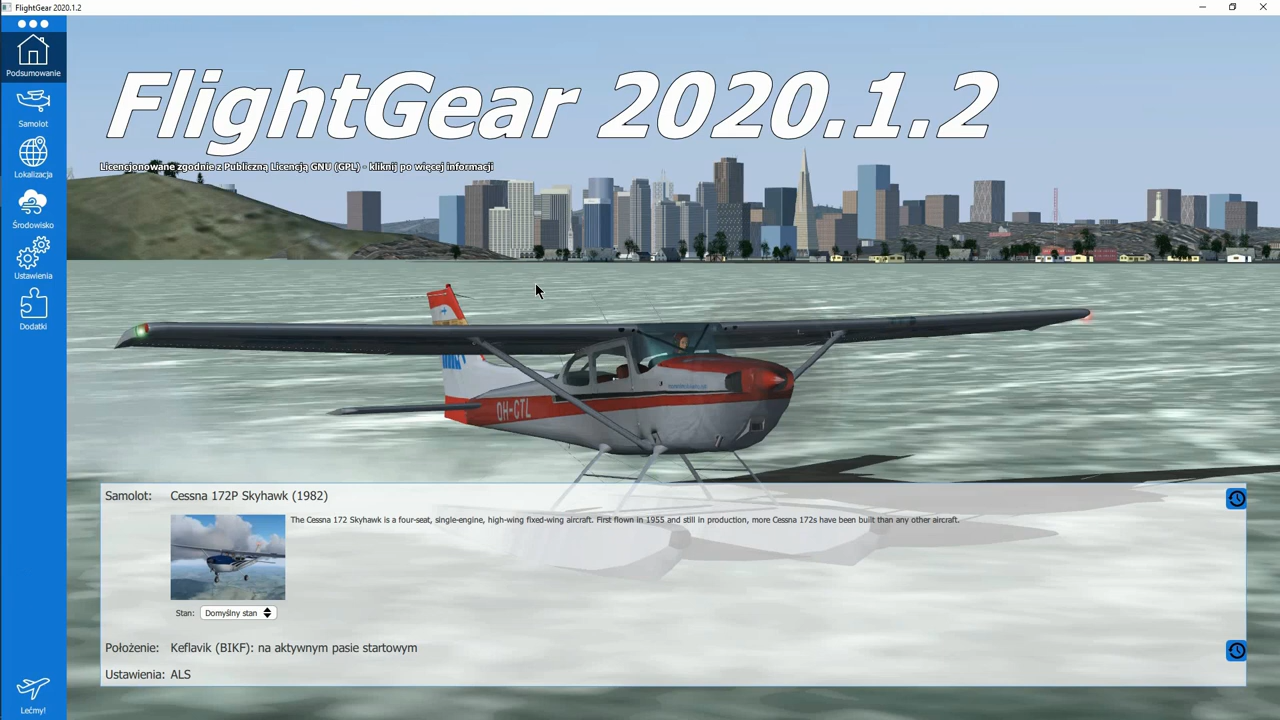 FlightGear 2020.1.2
Podsumowanie
Samolot
Lokalizacja
Środowisko
Ustawienia
Dodatki
Lećmy!
FlightGear 2020.1.2
Licencjonowane zgodnie z Publiczną Licencją GNU (GPL) - kliknij po więcej informacji
OH-CTL
Samolot: Cessna 172P Skyhawk (1982)
The Cessna 172 Skyhawk is a four-seat, single-engine, high-wing fixed-wing aircraft. First flown in 1955 and still in production, more Cessna 172s have been built than any other aircraft.
Stan: Domyślny stan
Położenie: Keflavik (BIKF): na aktywnym pasie startowym
Ustawienia: ALS